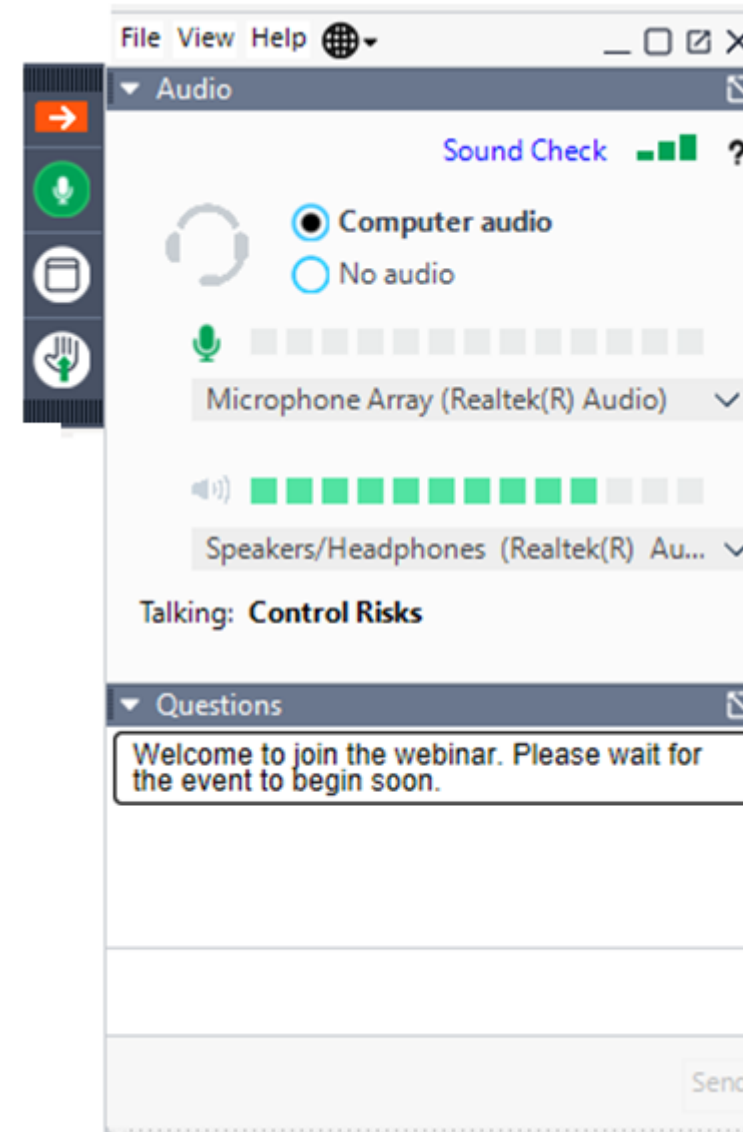 File View Help
Audio
Sound Check ?
Computer audio
No audio
Microphone Array (Realtek(R) Audio)
Speakers/Headphones (Realtek(R) Au...
Talking: Control Risks
Questions
Welcome to join the webinar. Please wait for
the event to begin soon.
Send